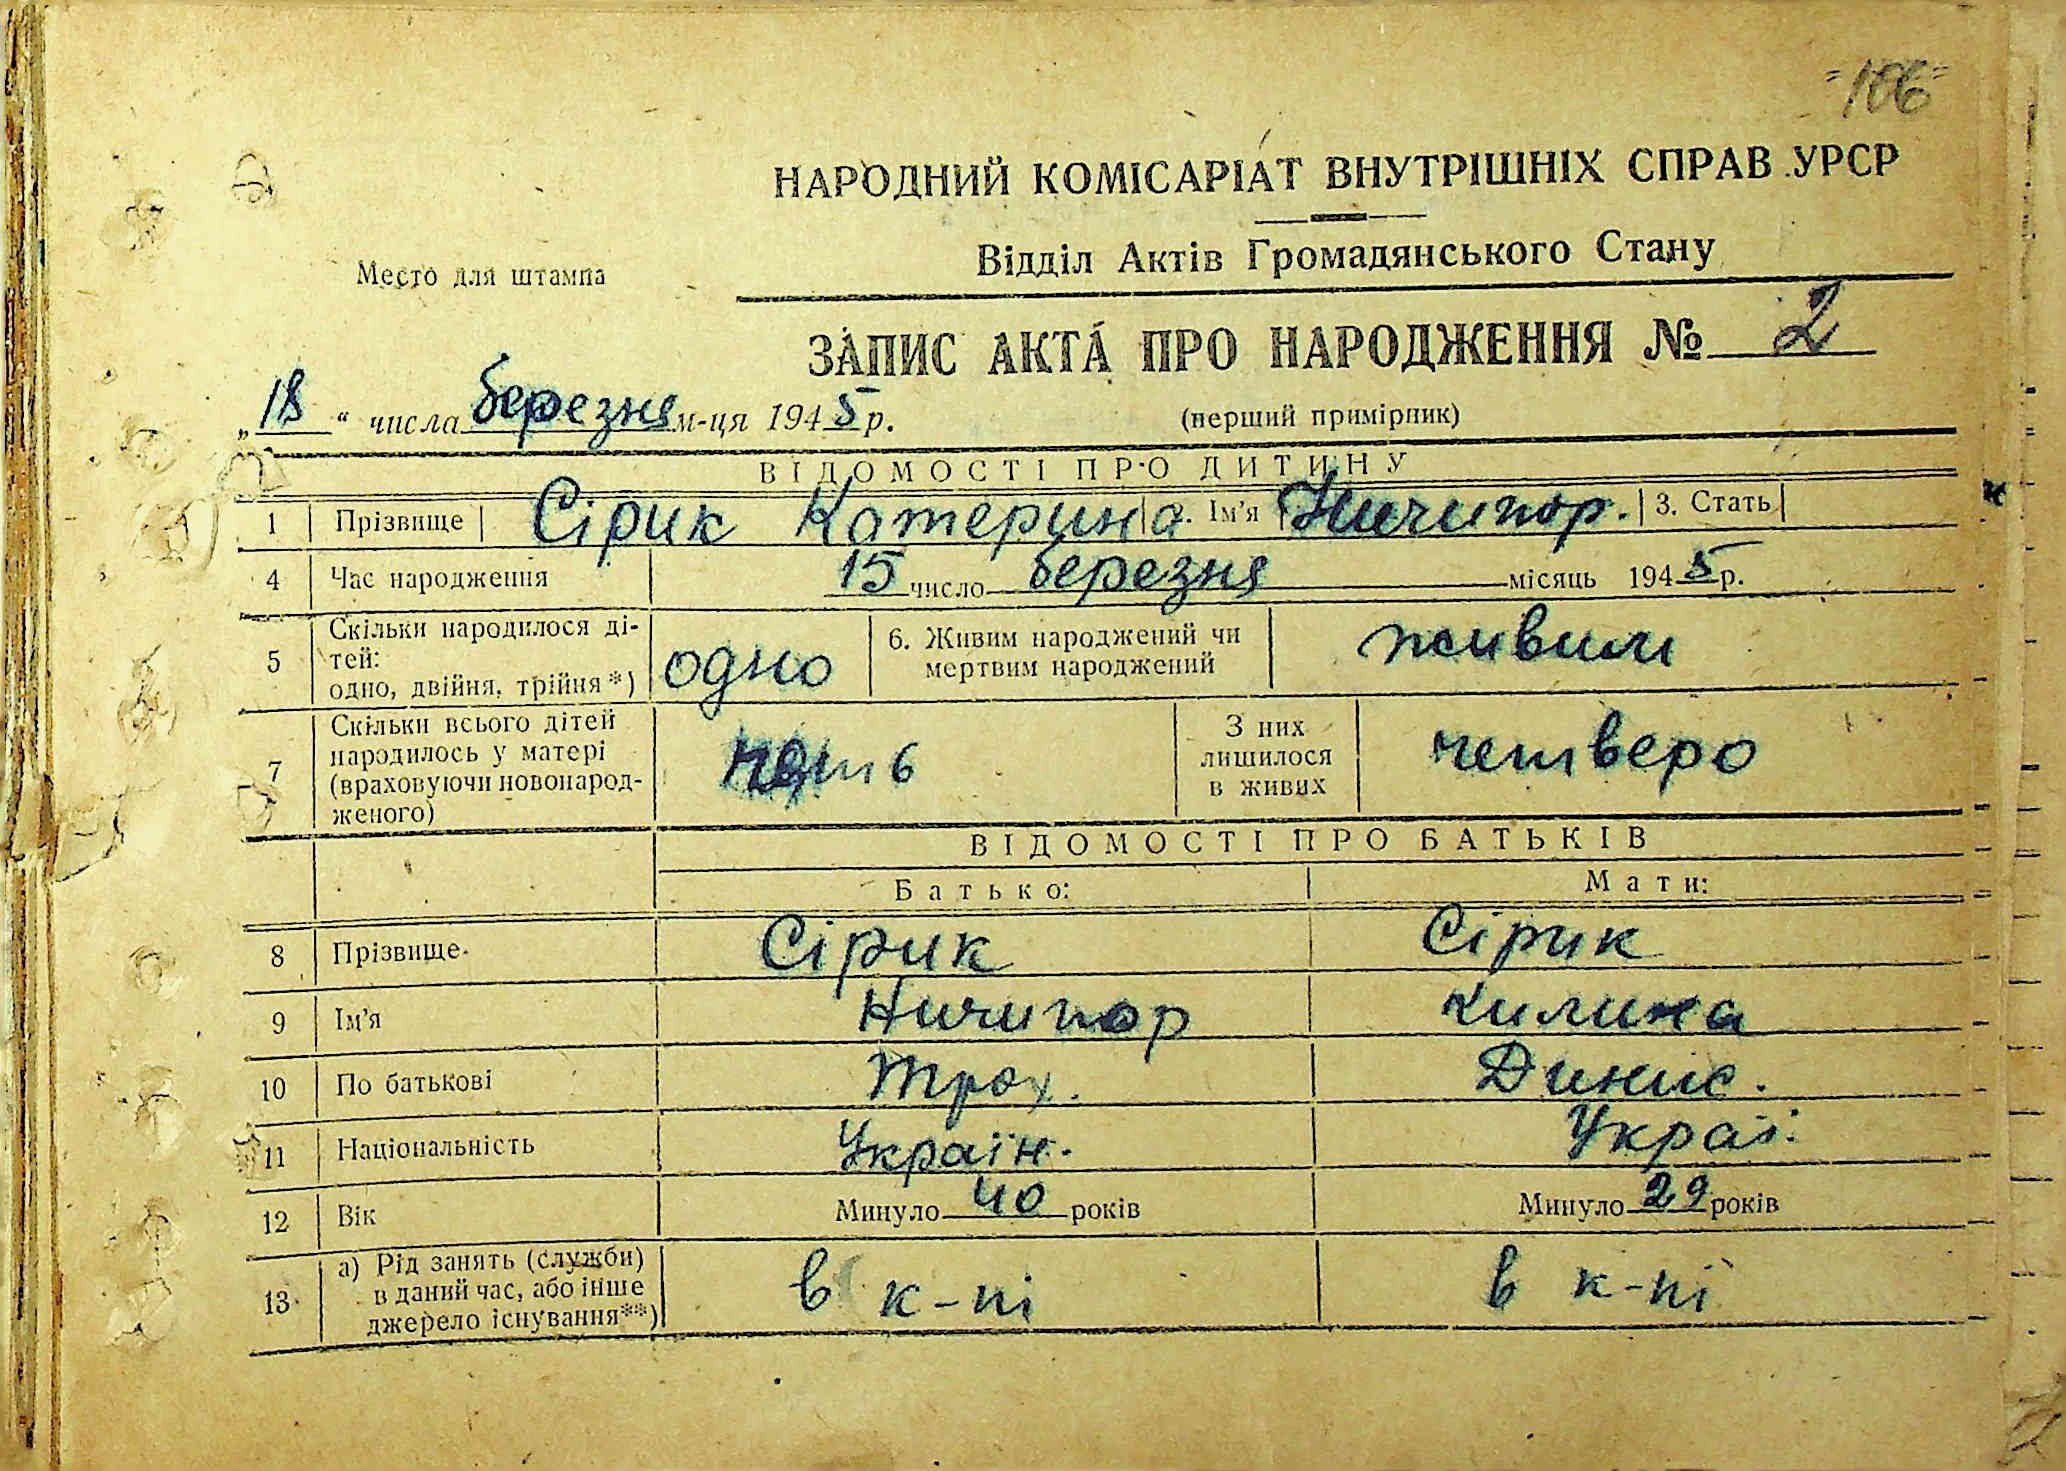 "106"
НАРОДНИЙ КОМІСАРІАТ ВНУТРІШНІХ СПРАВ УРСР
Відділ Актів Громадянського Стану
Место для штампа
ЗАПИС АКТА ПРО НАРОДЖЕННЯ № 2
„18“ числа березня м-ця 1945 р.
(перший примірник)
ВІДОМОСТІ ПРО ДИТИНУ
1 Прізвище Сірик Катерина 2. Ім'я Ничипор. 3. Стать ж
4 Час народження 15 число березня місяць 1945 р.
5 Скільки народилося ді-
тей:
одно, двійня, трійня*) одно
6. Живим народжений чи
мертвим народжений живим
7 Скільки всього дітей
народилось у матері
(враховуючи новонарод-
женого)
З них
лишилося
в живих четверо
ВІДОМОСТІ ПРО БАТЬКІВ
Батько: Мати:
8 Прізвище Сірик Сірик
9 Ім'я Ничипор Килина
10 По батькові Трох. Динис.
11 Національність Україн. Украї.
12 Вік Минуло 40 років Минуло 29 років
13 а) Рід занять (служби)
в даний час, або інше
джерело існування**) в к-пі в к-пі